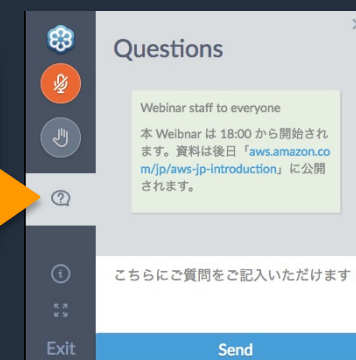 Questions
Webinar staff to everyone
本 Weibnar は 18:00 から開始され
ます。資料は後日「aws.amazon.co
m/jp/aws-jp-introduction」に公開
されます。
こちらにご質問をご記入いただけます
Exit
Send